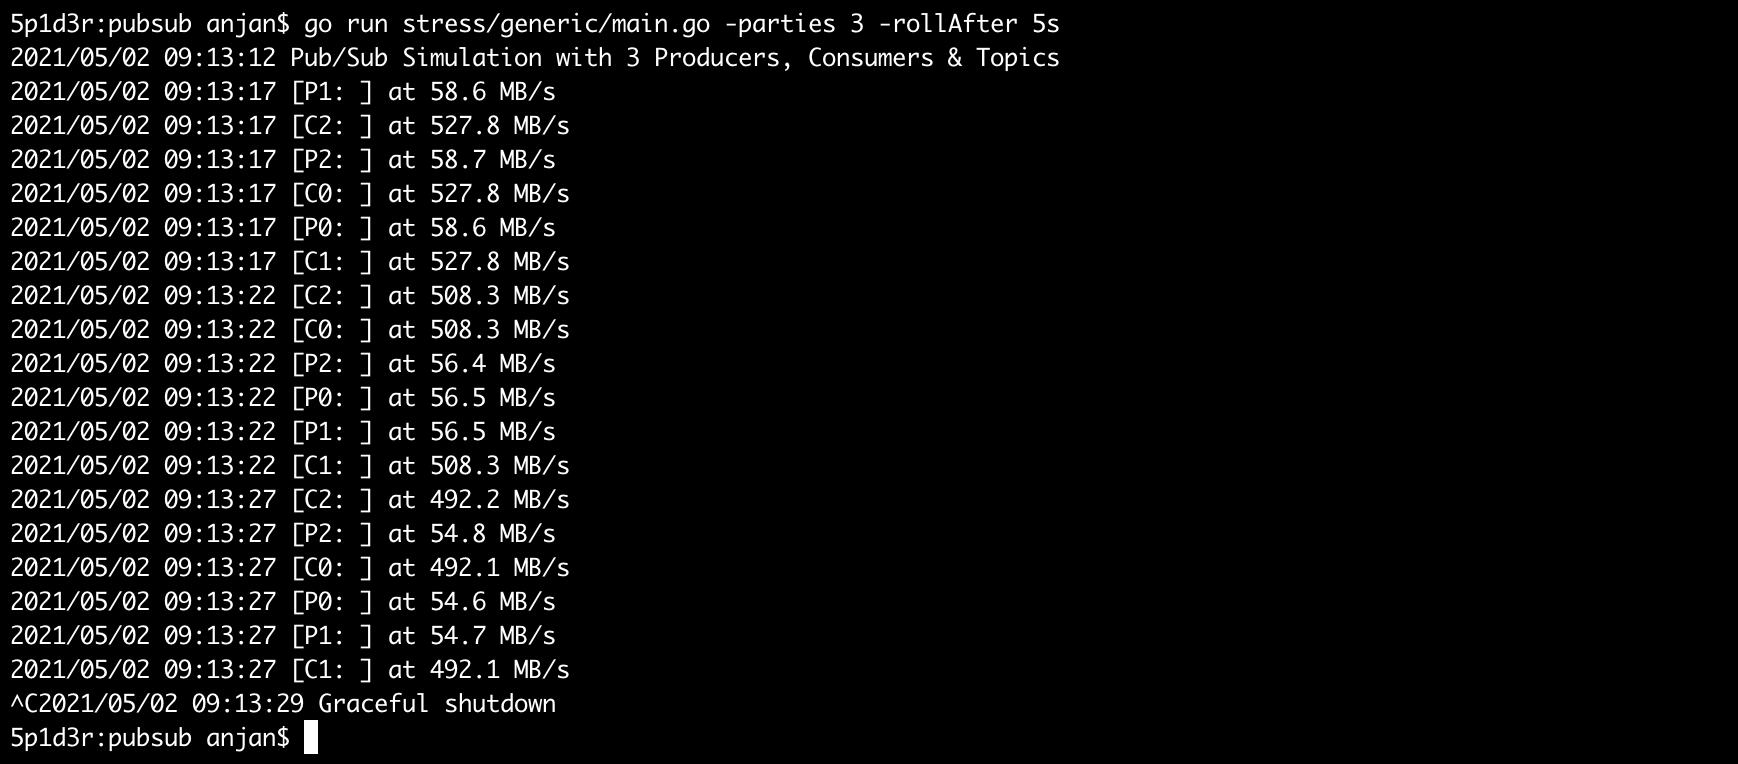 5p1d3r:pubsub anjan$ go run stress/generic/main.go -parties 3 -rollAfter 5s
2021/05/02 09:13:12 Pub/Sub Simulation with 3 Producers, Consumers & Topics
2021/05/02 09:13:17 [P1: ] at 58.6 MB/s
2021/05/02 09:13:17 [C2: ] at 527.8 MB/s
2021/05/02 09:13:17 [P2: ] at 58.7 MB/s
2021/05/02 09:13:17 [C0: ] at 527.8 MB/s
2021/05/02 09:13:17 [P0: ] at 58.6 MB/s
2021/05/02 09:13:17 [C1: ] at 527.8 MB/s
2021/05/02 09:13:22 [C2: ] at 508.3 MB/s
2021/05/02 09:13:22 [C0: ] at 508.3 MB/s
2021/05/02 09:13:22 [P2: ] at 56.4 MB/s
2021/05/02 09:13:22 [P0: ] at 56.5 MB/s
2021/05/02 09:13:22 [P1: ] at 56.5 MB/s
2021/05/02 09:13:22 [C1: ] at 508.3 MB/s
2021/05/02 09:13:27 [C2: ] at 492.2 MB/s
2021/05/02 09:13:27 [P2: ] at 54.8 MB/s
2021/05/02 09:13:27 [C0: ] at 492.1 MB/s
2021/05/02 09:13:27 [P0: ] at 54.6 MB/s
2021/05/02 09:13:27 [P1: ] at 54.7 MB/s
2021/05/02 09:13:27 [C1: ] at 492.1 MB/s
^C2021/05/02 09:13:29 Graceful shutdown
5p1d3r:pubsub anjan$